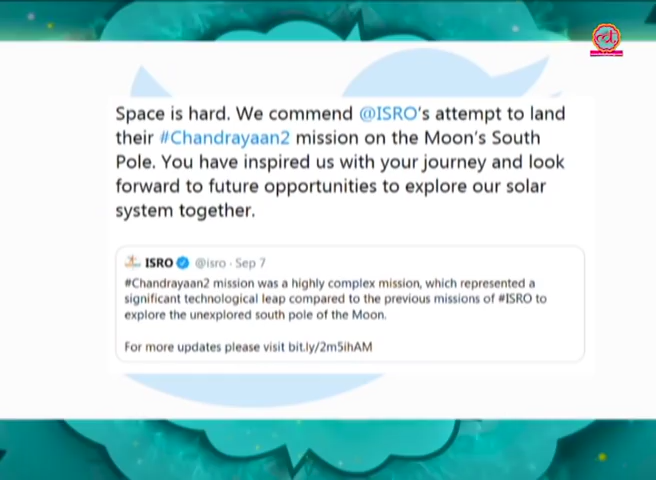 Space is hard. We commend @ISRO's attempt to land
their #Chandrayaan2 mission on the Moon's South
Pole. You have inspired us with your journey and look
forward to future opportunities to explore our solar
system together.
ISRO @isro · Sep 7
#Chandrayaan2 mission was a highly complex mission, which represented a
significant technological leap compared to the previous missions of #ISRO to
explore the unexplored south pole of the Moon.
For more updates please visit bit.ly/2m5ihAM